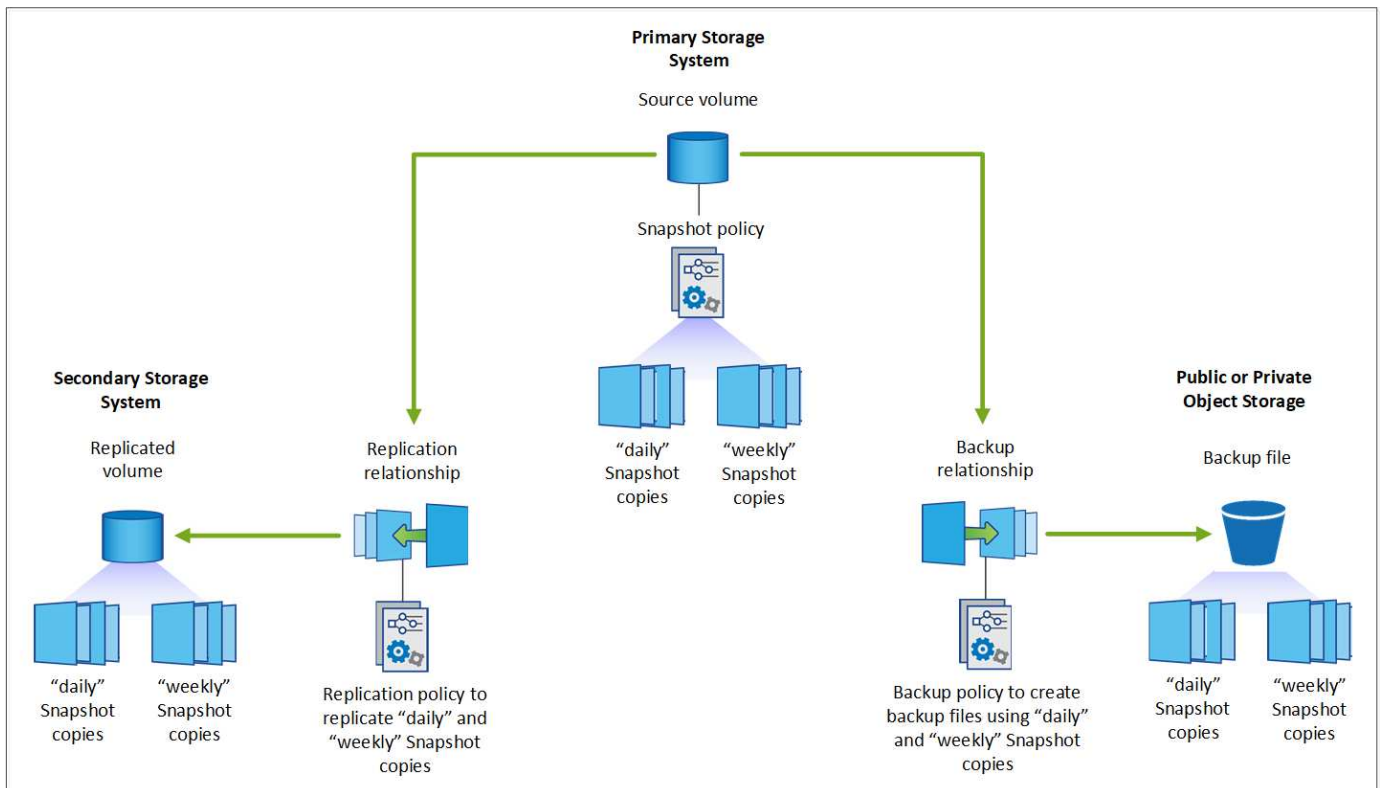 Primary Storage
System
Source volume
Snapshot policy
“daily”
Snapshot
copies
“weekly”
Snapshot
copies
Secondary Storage
System
Replicated
volume
“daily”
Snapshot
copies
“weekly”
Snapshot
copies
Replication
relationship
Replication policy to
replicate “daily” and
“weekly” Snapshot
copies
Backup
relationship
Backup policy to create
backup files using “daily”
and “weekly” Snapshot
copies
Public or Private
Object Storage
Backup file
“daily”
Snapshot
copies
“weekly”
Snapshot
copies